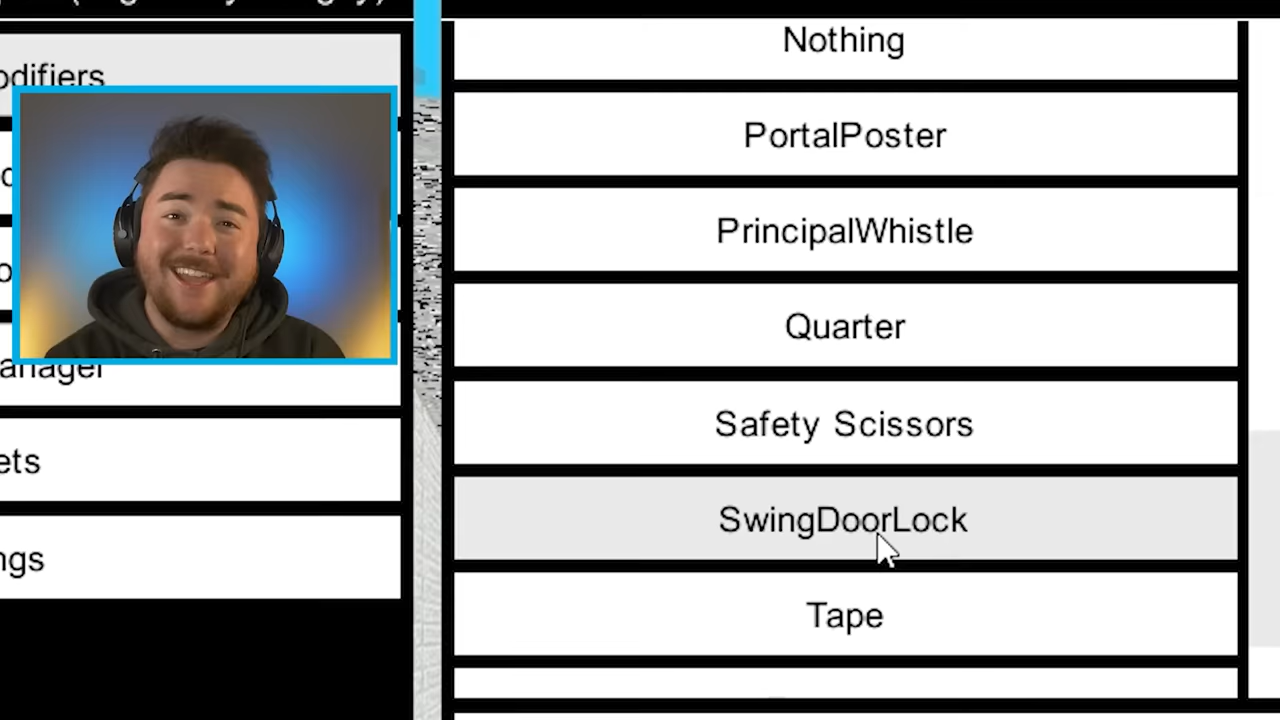 odifiers
anager
ets
ngs
Nothing
PortalPoster
PrincipalWhistle
Quarter
Safety Scissors
SwingDoorLock
Tape